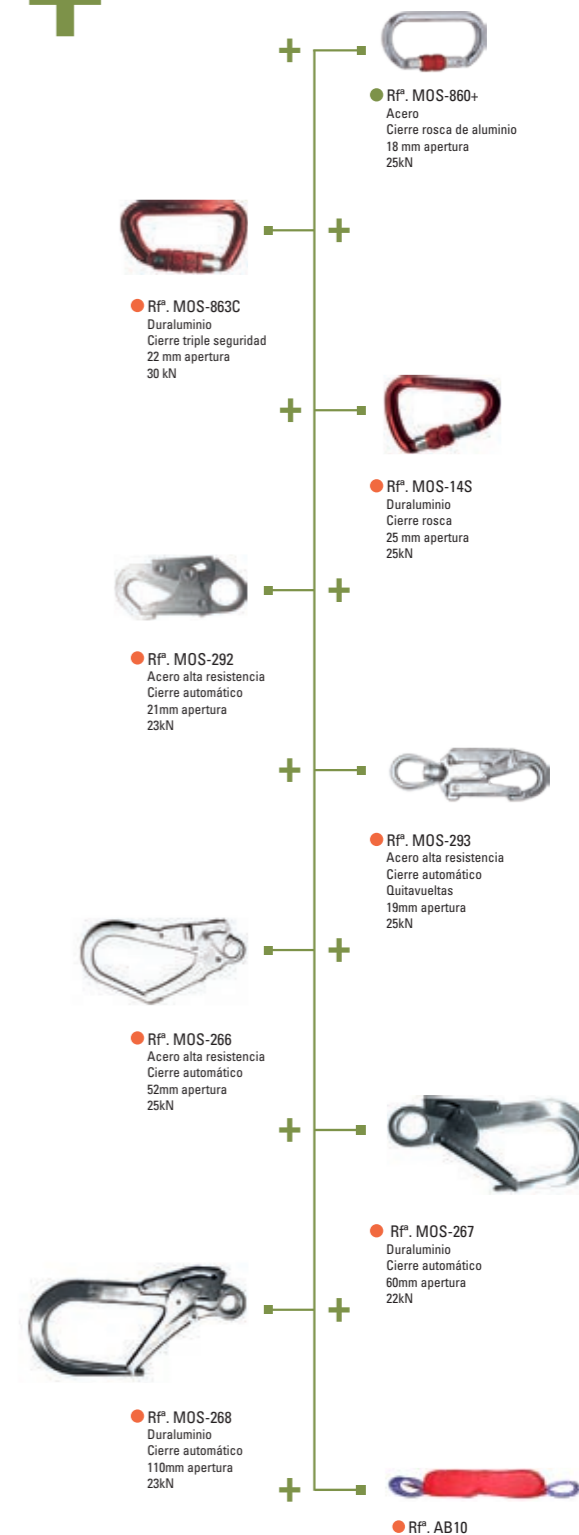 Rfª. MOS-860+
Acero
Cierre rosca de aluminio
18 mm apertura
25kN
Rfª. MOS-863C
Duraluminio
Cierre triple seguridad
22 mm apertura
30 kN
Rfª. MOS-14S
Duraluminio
Cierre rosca
25 mm apertura
25kN
Rfª. MOS-292
Acero alta resistencia
Cierre automático
21mm apertura
23kN
Rfª. MOS-293
Acero alta resistencia
Cierre automático
Quitavueltas
19mm apertura
25kN
Rfª. MOS-266
Acero alta resistencia
Cierre automático
52mm apertura
25kN
Rfª. MOS-267
Duraluminio
Cierre automático
60mm apertura
22kN
Rfª. MOS-268
Duraluminio
Cierre automático
110mm apertura
23kN
Rfª. AB10